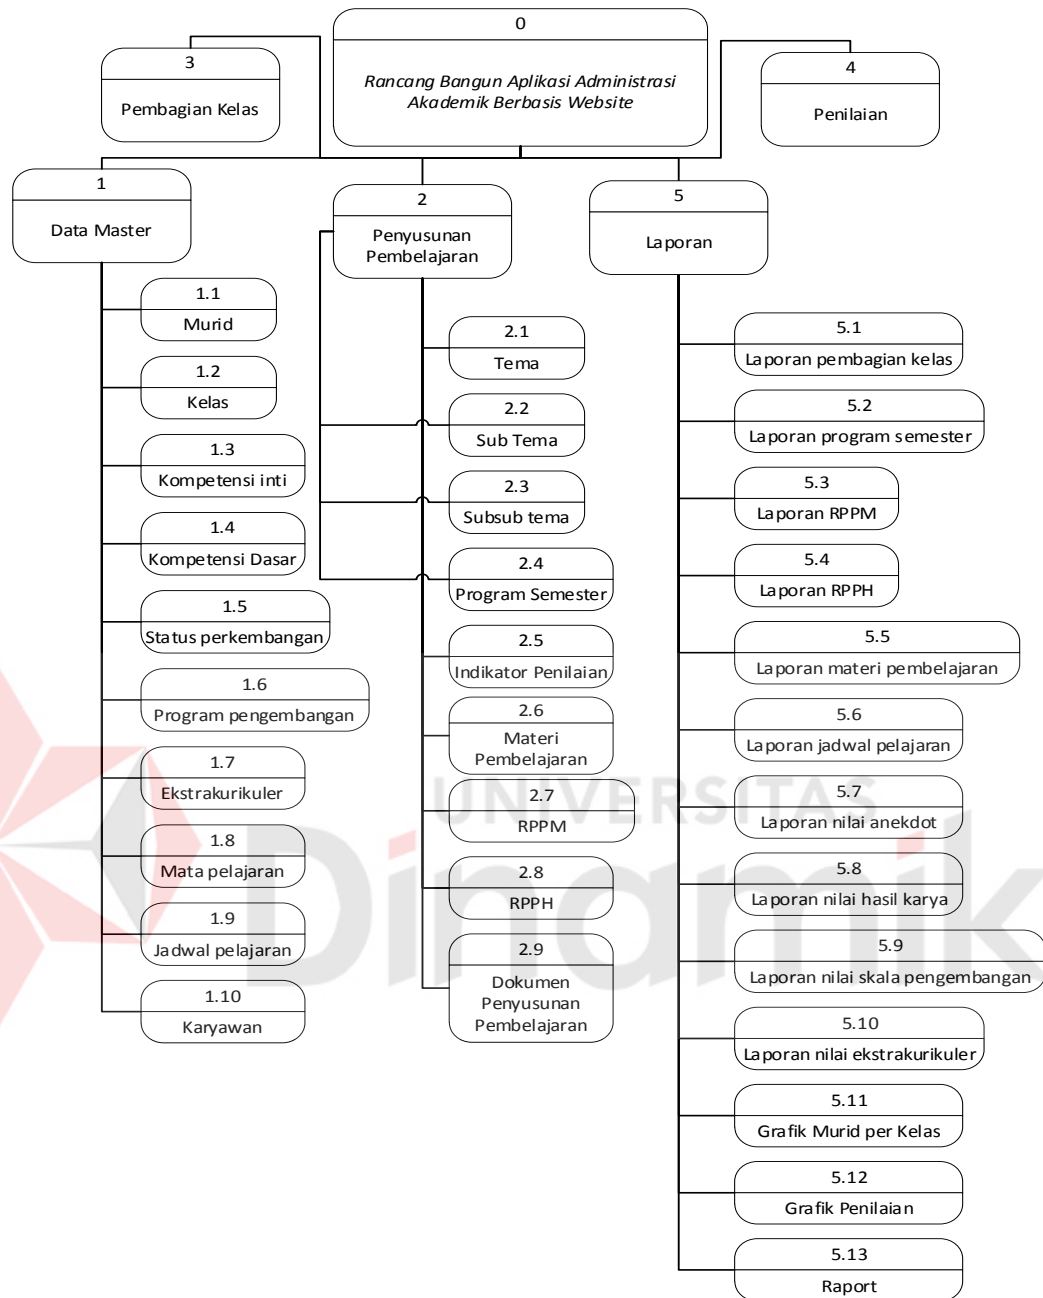 0
Rancang Bangun Aplikasi Administrasi
Akademik Berbasis Website
3
Pembagian Kelas
4
Penilaian
1
Data Master
2
Penyusunan
Pembelajaran
5
Laporan
1.1
Murid
1.2
Kelas
1.3
Kompetensi inti
1.4
Kompetensi Dasar
1.5
Status perkembangan
1.6
Program pengembangan
1.7
Ekstrakurikuler
1.8
Mata pelajaran
1.9
Jadwal pelajaran
1.10
Karyawan
2.1
Tema
2.2
Sub Tema
2.3
Subsub tema
2.4
Program Semester
2.5
Indikator Penilaian
2.6
Materi
Pembelajaran
2.7
RPPM
2.8
RPPH
2.9
Dokumen
Penyusunan
Pembelajaran
5.1
Laporan pembagian kelas
5.2
Laporan program semester
5.3
Laporan RPPM
5.4
Laporan RPPH
5.5
Laporan materi pembelajaran
5.6
Laporan jadwal pelajaran
5.7
Laporan nilai anekdot
5.8
Laporan nilai hasil karya
5.9
Laporan nilai skala pengembangan
5.10
Laporan nilai ekstrakurikuler
5.11
Grafik Murid per Kelas
5.12
Grafik Penilaian
5.13
Raport
UNIVERSITAS
Dinamika